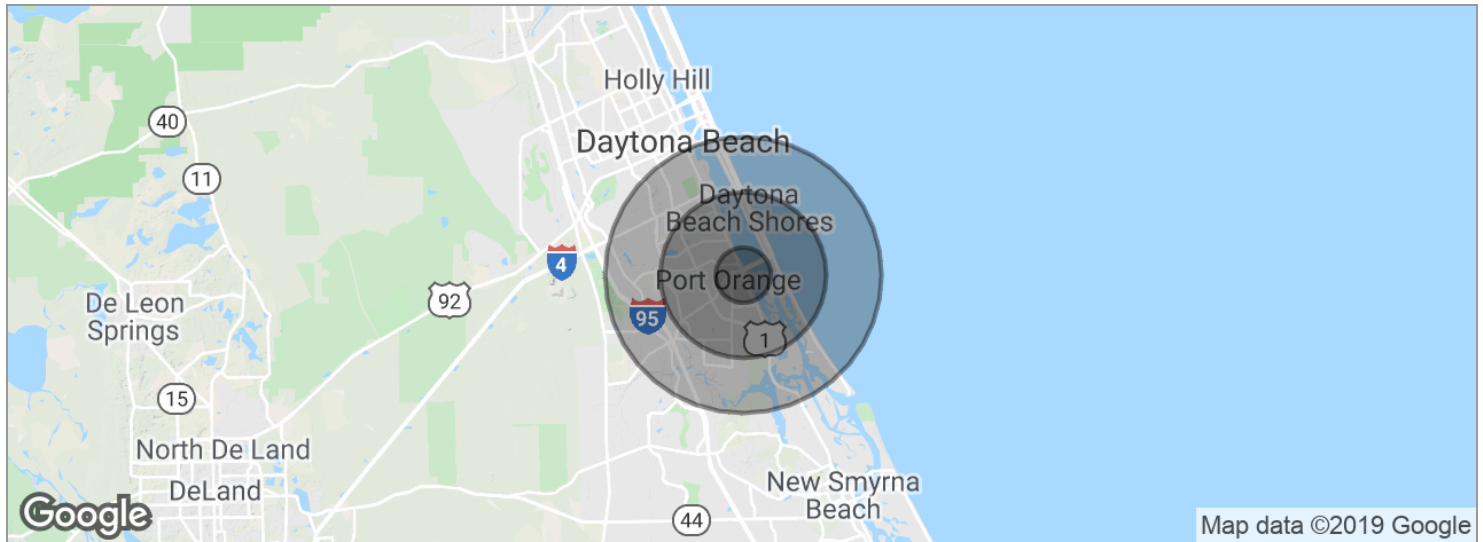 Holly Hill
40
Daytona Beach
11
Daytona
Beach Shores
4
Port Orange
De Leon
Springs
92
95
1
15
North De Land
DeLand
New Smyrna
Beach
44
Google
Map data ©2019 Google